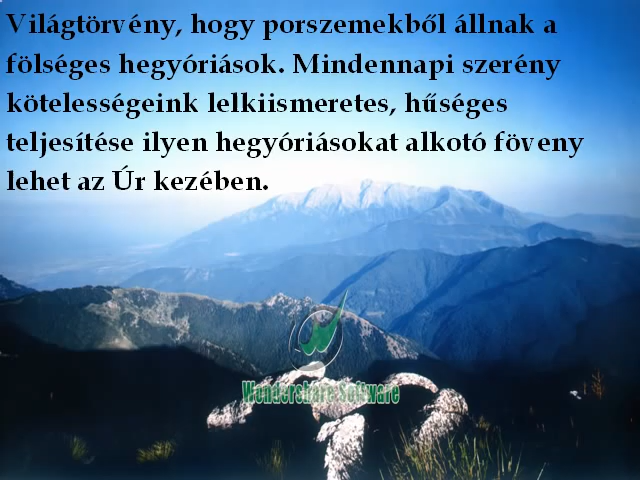 Világtörvény, hogy porszemekből állnak a
fölséges hegyóriások. Mindennapi szerény
kötelességeink lelkiismeretes, hűséges
teljesítése ilyen hegyóriásokat alkotó föveny
lehet az Úr kezében.
Wondershare Software